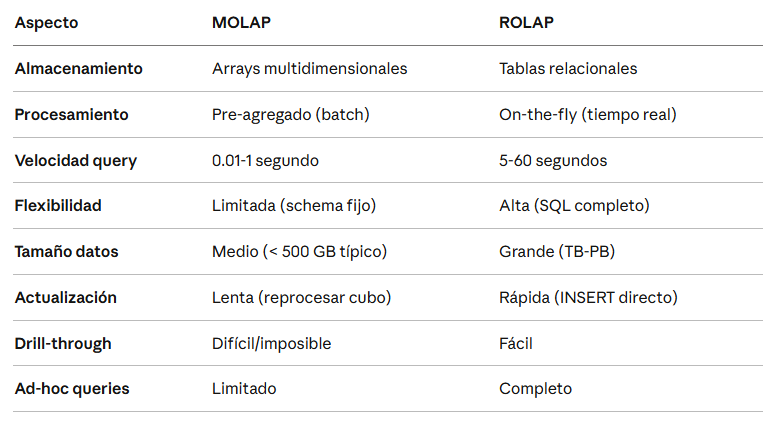 Aspecto MOLAP ROLAP
Almacenamiento Arrays multidimensionales Tablas relacionales
Procesamiento Pre-agregado (batch) On-the-fly (tiempo real)
Velocidad query 0.01-1 segundo 5-60 segundos
Flexibilidad Limitada (schema fijo) Alta (SQL completo)
Tamaño datos Medio (< 500 GB típico) Grande (TB-PB)
Actualización Lenta (reprocesar cubo) Rápida (INSERT directo)
Drill-through Difícil/imposible Fácil
Ad-hoc queries Limitado Completo